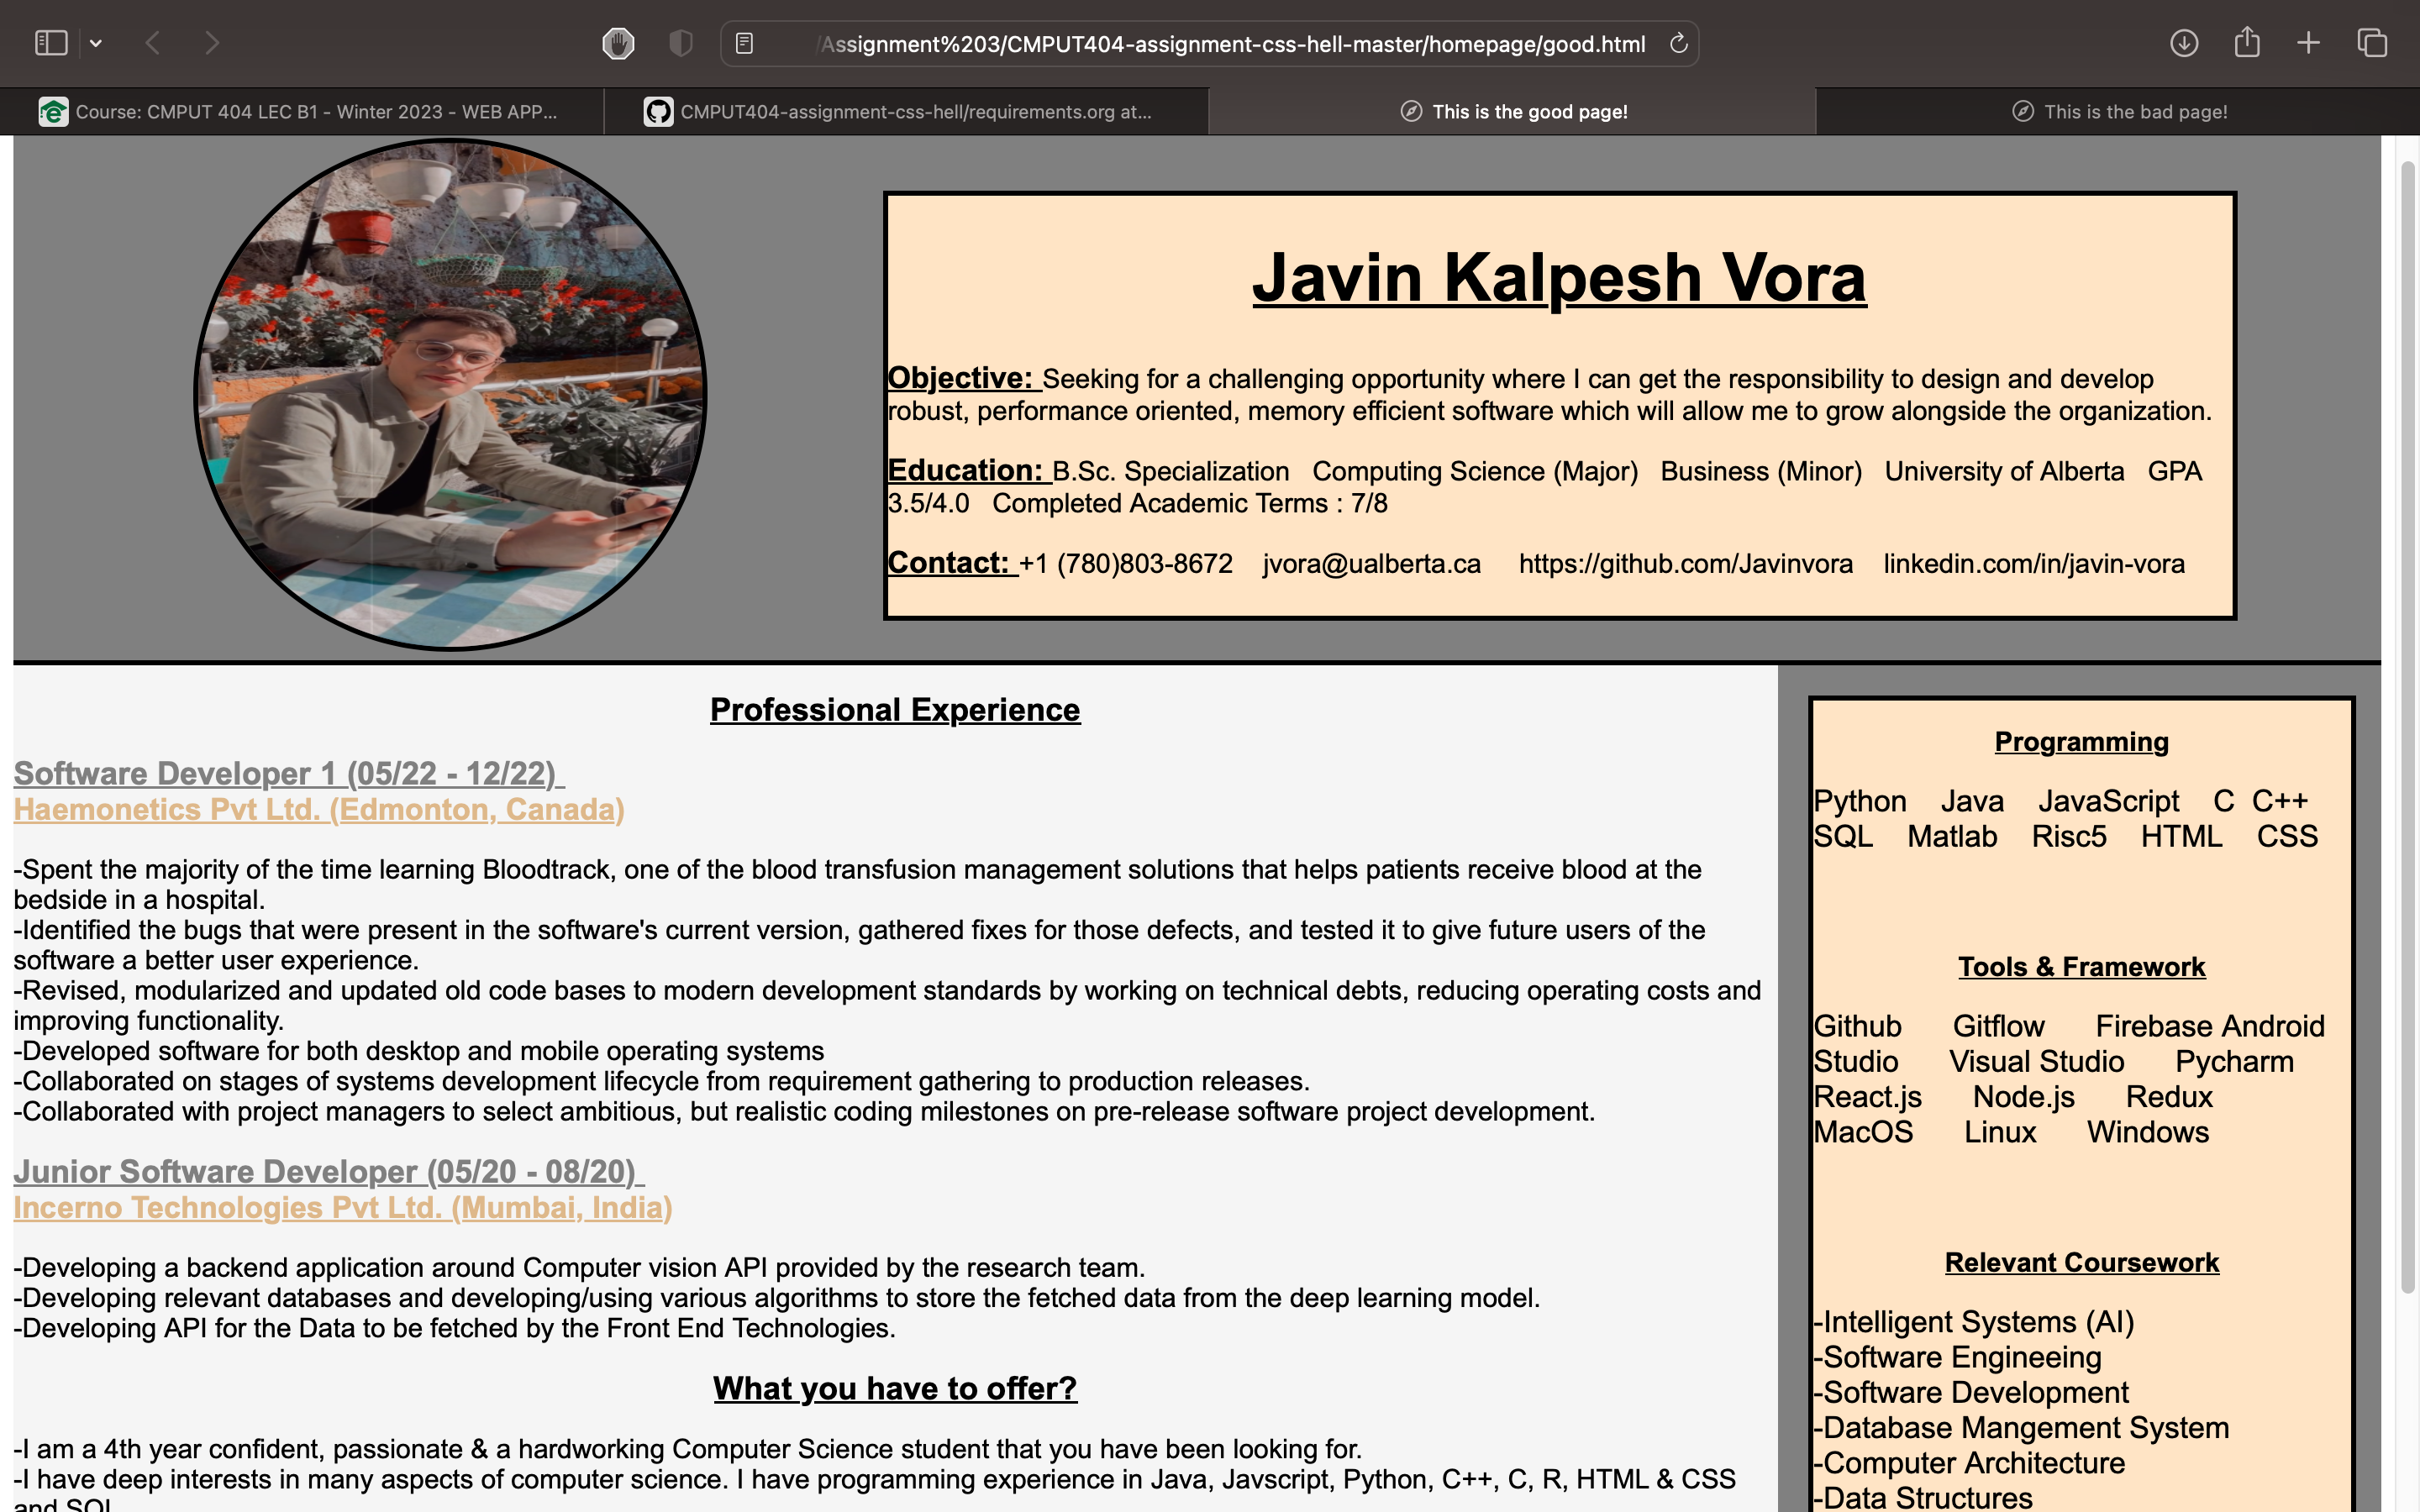 /Assignment%203/CMPUT404-assignment-css-hell-master/homepage/good.html
Course: CMPUT 404 LEC B1 - Winter 2023 - WEB APP...
CMPUT404-assignment-css-hell/requirements.org at...
This is the good page!
This is the bad page!
Javin Kalpesh Vora
Objective: Seeking for a challenging opportunity where I can get the responsibility to design and develop
robust, performance oriented, memory efficient software which will allow me to grow alongside the organization.
Education: B.Sc. Specialization Computing Science (Major) Business (Minor) University of Alberta GPA
3.5/4.0 Completed Academic Terms : 7/8
Contact: +1 (780)803-8672 jvora@ualberta.ca https://github.com/Javinvora linkedin.com/in/javin-vora
Professional Experience
Software Developer 1 (05/22 - 12/22)
Haemonetics Pvt Ltd. (Edmonton, Canada)
-Spent the majority of the time learning Bloodtrack, one of the blood transfusion management solutions that helps patients receive blood at the
bedside in a hospital.
-Identified the bugs that were present in the software's current version, gathered fixes for those defects, and tested it to give future users of the
software a better user experience.
-Revised, modularized and updated old code bases to modern development standards by working on technical debts, reducing operating costs and
improving functionality.
-Developed software for both desktop and mobile operating systems
-Collaborated on stages of systems development lifecycle from requirement gathering to production releases.
-Collaborated with project managers to select ambitious, but realistic coding milestones on pre-release software project development.
Junior Software Developer (05/20 - 08/20)
Incerno Technologies Pvt Ltd. (Mumbai, India)
-Developing a backend application around Computer vision API provided by the research team.
-Developing relevant databases and developing/using various algorithms to store the fetched data from the deep learning model.
-Developing API for the Data to be fetched by the Front End Technologies.
What you have to offer?
-I am a 4th year confident, passionate & a hardworking Computer Science student that you have been looking for.
-I have deep interests in many aspects of computer science. I have programming experience in Java, Javscript, Python, C++, C, R, HTML & CSS
and SQL
Programming
Python Java JavaScript C C++
SQL Matlab Risc5 HTML CSS
Tools & Framework
Github Gitflow Firebase Android
Studio Visual Studio Pycharm
React.js Node.js Redux
MacOS Linux Windows
Relevant Coursework
-Intelligent Systems (AI)
-Software Engineeing
-Software Development
-Database Mangement System
-Computer Architecture
-Data Structures